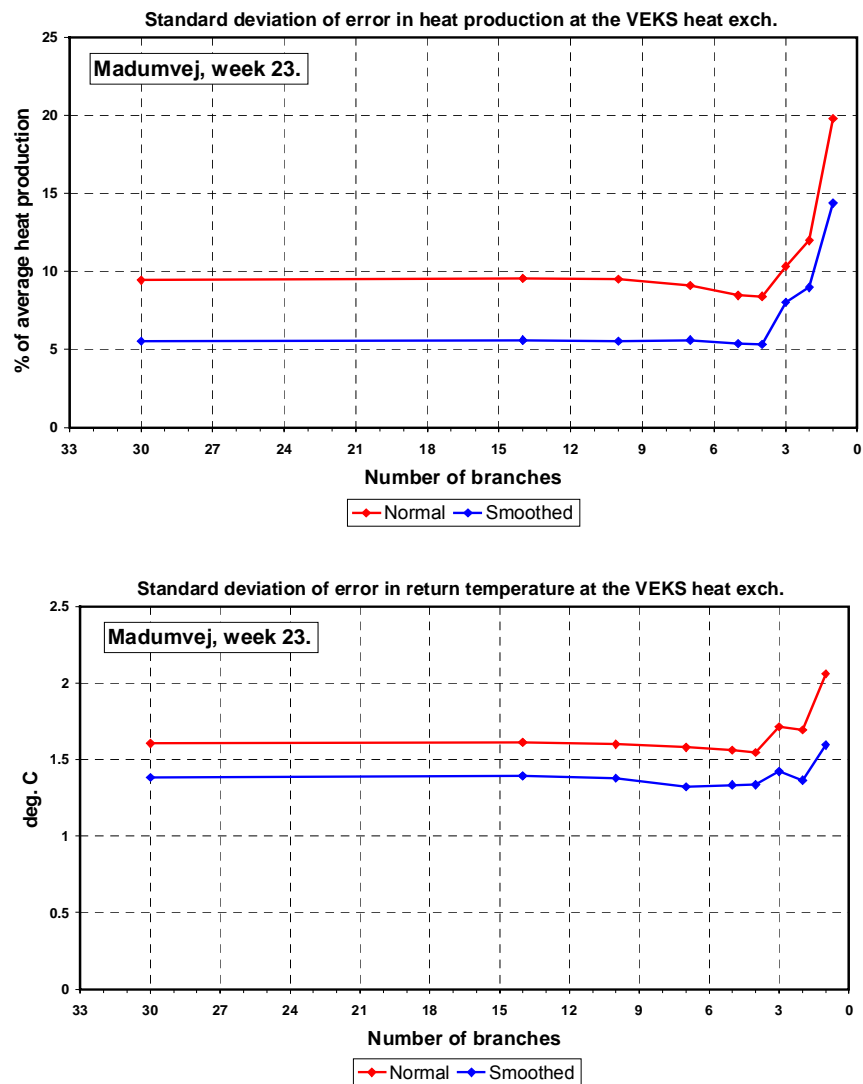 Standard deviation of error in heat production at the VEKS heat exch.
25
20
15
10
5
0
% of average heat production
Madumvej, week 23.
33 30 27 24 21 18 15 12 9 6 3 0
Number of branches
Normal Smoothed
Standard deviation of error in return temperature at the VEKS heat exch.
2.5
2
1.5
1
0.5
0
deg. C
Madumvej, week 23.
33 30 27 24 21 18 15 12 9 6 3 0
Number of branches
Normal Smoothed